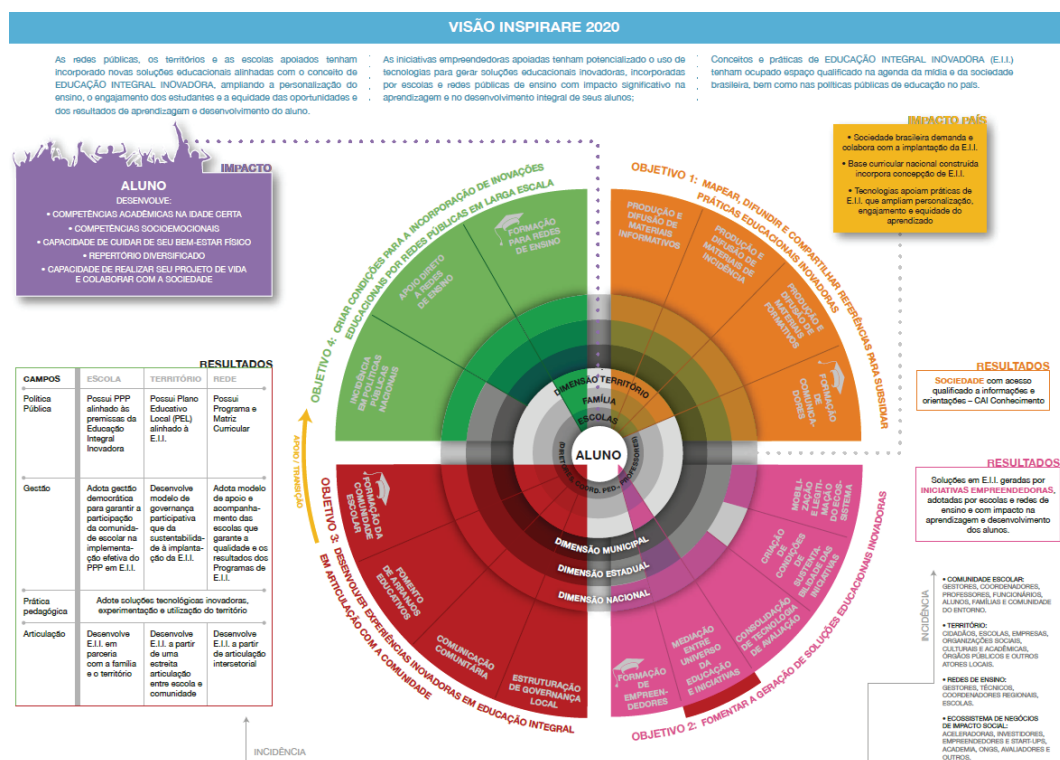 VISÃO INSPIRARE 2020
As redes públicas, os territórios e as escolas apoiados tenham
incorporado novas soluções educacionais alinhadas com o conceito de
EDUCAÇÃO INTEGRAL INOVADORA, ampliando a personalização do
ensino, o engajamento dos estudantes e a equidade das oportunidades e
dos resultados de aprendizagem e desenvolvimento do aluno.
As iniciativas empreendedoras apoiadas tenham potencializado o uso de
tecnologias para gerar soluções educacionais inovadoras, incorporadas
por escolas e redes públicas de ensino com impacto significativo na
aprendizagem e no desenvolvimento integral de seus alunos;
Conceitos e práticas de EDUCAÇÃO INTEGRAL INOVADORA (E.I.I.)
tenham ocupado espaço qualificado na agenda da mídia e da sociedade
brasileira, bem como nas políticas públicas de educação no país.
IMPACTO
ALUNO
DESENVOLVE:
• COMPETÊNCIAS ACADÊMICAS NA IDADE CERTA
• COMPETÊNCIAS SOCIOEMOCIONAIS
• CAPACIDADE DE CUIDAR DE SEU BEM-ESTAR FÍSICO
• REPERTÓRIO DIVERSIFICADO
• CAPACIDADE DE REALIZAR SEU PROJETO DE VIDA
E COLABORAR COM A SOCIEDADE
IMPACTO PAÍS
• Sociedade brasileira demanda e
colabora com a implantação da E.I.I.
• Base curricular nacional construida
incorpora concepção de E.I.I.
• Tecnologias apoiam práticas de
E.I.I. que ampliam personalização,
engajamento e equidade do
aprendizado
OBJETIVO 4: CRIAR CONDIÇÕES PARA A INCORPORAÇÃO DE INOVAÇÕES
EDUCACIONAIS POR REDES PÚBLICAS EM LARGA ESCALA
INCIDÊNCIA
EM POLÍTICAS
PÚBLICAS
NACIONAIS
APOIO DIRETO
A REDES
DE ENSINO
FORMAÇÃO
PARA REDES
DE ENSINO
OBJETIVO 1: MAPEAR, DIFUNDIR E COMPARTILHAR REFERÊNCIAS PARA SUBSIDIAR
PRÁTICAS EDUCACIONAIS INOVADORAS
PRODUÇÃO E
DIFUSÃO DE
MATERIAIS
INFORMATIVOS
PRODUÇÃO E
DIFUSÃO DE
MATERIAIS DE
INCIDÊNCIA
PRODUÇÃO E
DIFUSÃO DE
MATERIAIS
FORMATIVOS
FORMAÇÃO
DE
COMUNICA-
DORES
DIMENSÃO TERRITÓRIO
FAMÍLIA
ESCOLAS
ALUNO
(DIRETORES, COORD. PED., PROFESSORES)
DIMENSÃO MUNICIPAL
DIMENSÃO ESTADUAL
DIMENSÃO NACIONAL
RESULTADOS
CAMPOS ESCOLA TERRITÓRIO REDE
Política Possui PPP Possui Plano Possui
Pública alinhado às Educativo Programa e
premissas da Local (PEL) Matriz
Educação alinhado à Curricular
Integral E.I.I.
Inovadora
Gestão Adota gestão Desenvolve Adota modelo
democrática modelo de de apoio e
para garantir a governança acompanha-
participação participativa mento das
da comunida- que da escolas que
de escolar na sustentabilida- garante a
implementa- de à implanta- qualidade e os
ção efetiva do ção da E.I.I. resultados dos
PPP em E.I.I. Programas de
E.I.I.
Prática Adote soluções tecnológicas inovadoras,
pedagógica experimentação e utilização do território
Articulação Desenvolve Desenvolve Desenvolve
E.I.I. em E.I.I. a partir E.I.I. a partir
parceria de uma de articulação
com a família estreita intersetorial
e o território articulação
entre escola e
comunidade
APOIO / TRANSIÇÃO
INCIDÊNCIA
OBJETIVO 3: DESENVOLVER EXPERIÊNCIAS INOVADORAS EM EDUCAÇÃO INTEGRAL
EM ARTICULAÇÃO COM A COMUNIDADE
FORMAÇÃO DA
COMUNIDADE
ESCOLAR
FOMENTO
DE ARRANJOS
EDUCATIVOS
COMUNICAÇÃO
COMUNITÁRIA
ESTRUTURAÇÃO
DE GOVERNANÇA
LOCAL
OBJETIVO 2: FOMENTAR A GERAÇÃO DE SOLUÇÕES EDUCACIONAIS INOVADORAS
FORMAÇÃO
DE
EMPREEN-
DEDORES
MEDIAÇÃO
ENTRE
UNIVERSO
DA
EDUCAÇÃO
E INICIATIVAS
CONSOLIDAÇÃO
DE TECNOLOGIA
DE AVALIAÇÃO
CRIAÇÃO
DE
CONDIÇÕES
DE
SUSTENTA-
BILIDADE DAS
INICIATIVAS
MOBILI-
ZAÇÃO
E LEGITI-
MAÇÃO
DO ECOS-
SISTEMA
RESULTADOS
SOCIEDADE com acesso
qualificado a informações e
orientações – CAI Conhecimento
RESULTADOS
Soluções em E.I.I. geradas por
INICIATIVAS EMPREENDEDORAS,
adotadas por escolas e redes de
ensino e com impacto na
aprendizagem e desenvolvimento
dos alunos.
INCIDÊNCIA
• COMUNIDADE ESCOLAR:
GESTORES, COORDENADORES,
PROFESSORES, FUNCIONÁRIOS,
ALUNOS, FAMÍLIAS E COMUNIDADE
DO ENTORNO.
• TERRITÓRIO:
CIDADÃOS, ESCOLAS, EMPRESAS,
ORGANIZAÇÕES SOCIAIS,
CULTURAIS E ACADÊMICAS,
ÓRGÃOS PÚBLICOS E OUTROS
ATORES LOCAIS.
• REDES DE ENSINO:
GESTORES, TÉCNICOS,
COORDENADORES REGIONAIS,
ESCOLAS.
• ECOSSISTEMA DE NEGÓCIOS
DE IMPACTO SOCIAL:
ACELERADORAS, INVESTIDORES,
EMPREENDEDORES E START-UPS,
ACADEMIA, ONGS, AVALIADORES E
OUTROS.